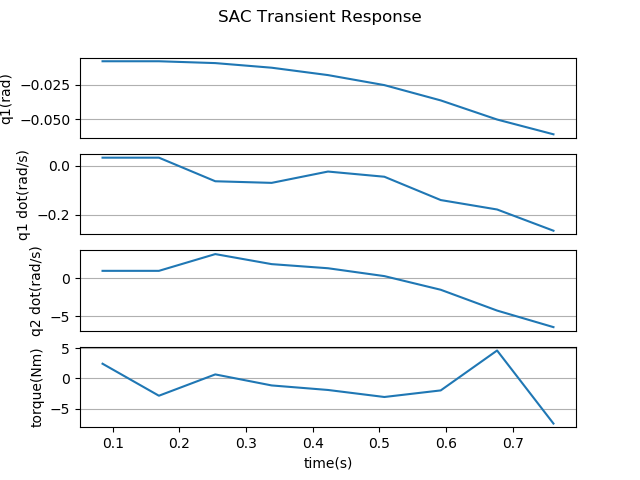 SAC Transient Response
q1(rad)
−0.025
−0.050
q1 dot(rad/s)
0.0
−0.2
q2 dot(rad/s)
0
−5
torque(Nm)
5
0
−5
0.1 0.2 0.3 0.4 0.5 0.6 0.7
time(s)